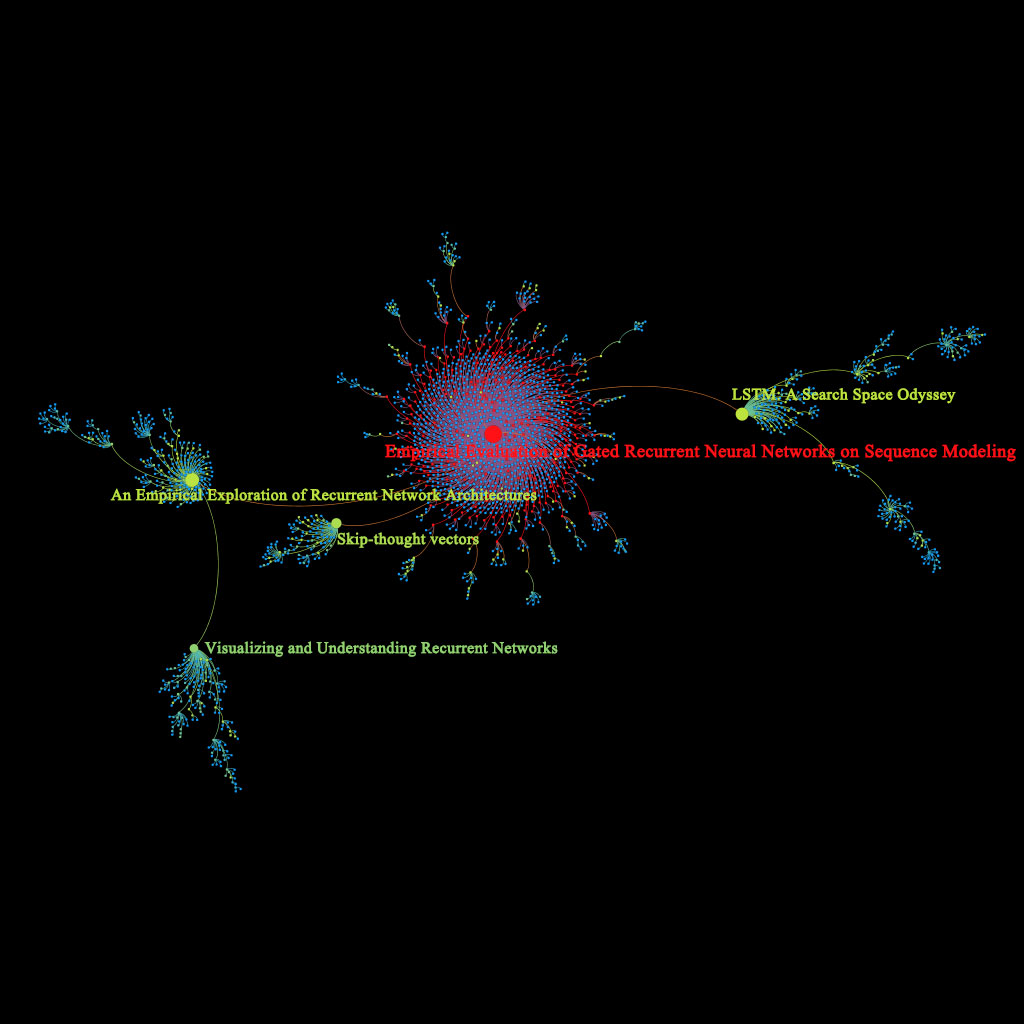 LSTM: A Search Space Odyssey
Empirical Evaluation of Gated Recurrent Neural Networks on Sequence Modeling
An Empirical Exploration of Recurrent Network Architectures
Skip-thought vectors
Visualizing and Understanding Recurrent Networks